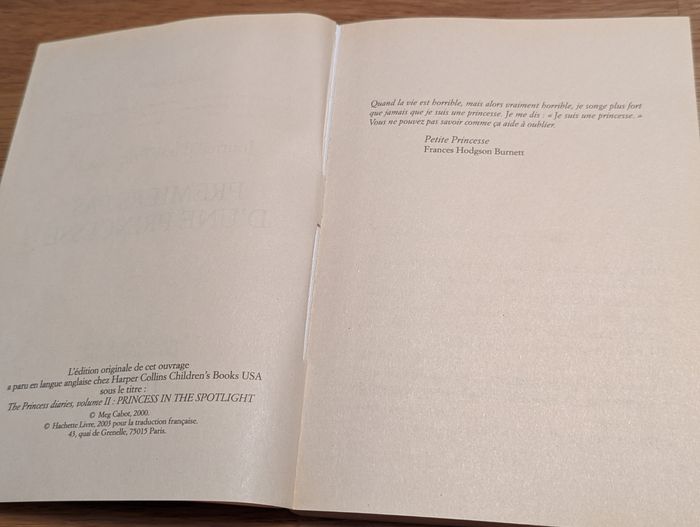 L'édition originale de cet ouvrage
a paru en langue anglaise chez Harper Collins Children's Books USA
sous le titre :
The Princess diaries, volume II : PRINCESS IN THE SPOTLIGHT
© Meg Cabot, 2000.
© Hachette Livre, 2003 pour la traduction française.
43, quai de Grenelle, 75015 Paris.
Quand la vie est horrible, mais alors vraiment horrible, je songe plus fort
que jamais que je suis une princesse. Je me dis : « Je suis une princesse. »
Vous ne pouvez pas savoir comme ça aide à oublier.
Petite Princesse
Frances Hodgson Burnett